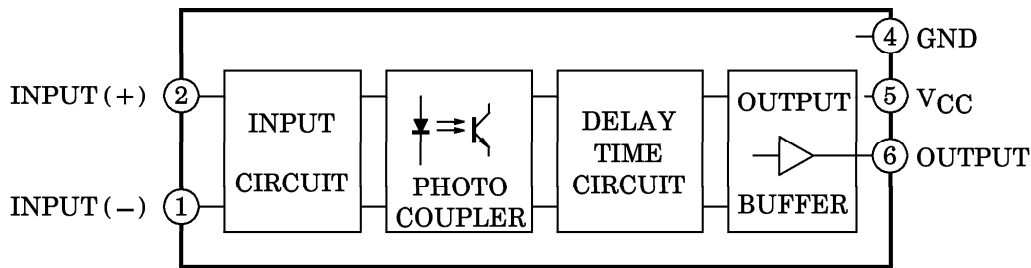 INPUT(+)
2
INPUT(−)
1
INPUT
CIRCUIT
PHOTO
COUPLER
DELAY
TIME
CIRCUIT
OUTPUT
BUFFER
4
GND
5
VCC
6
OUTPUT